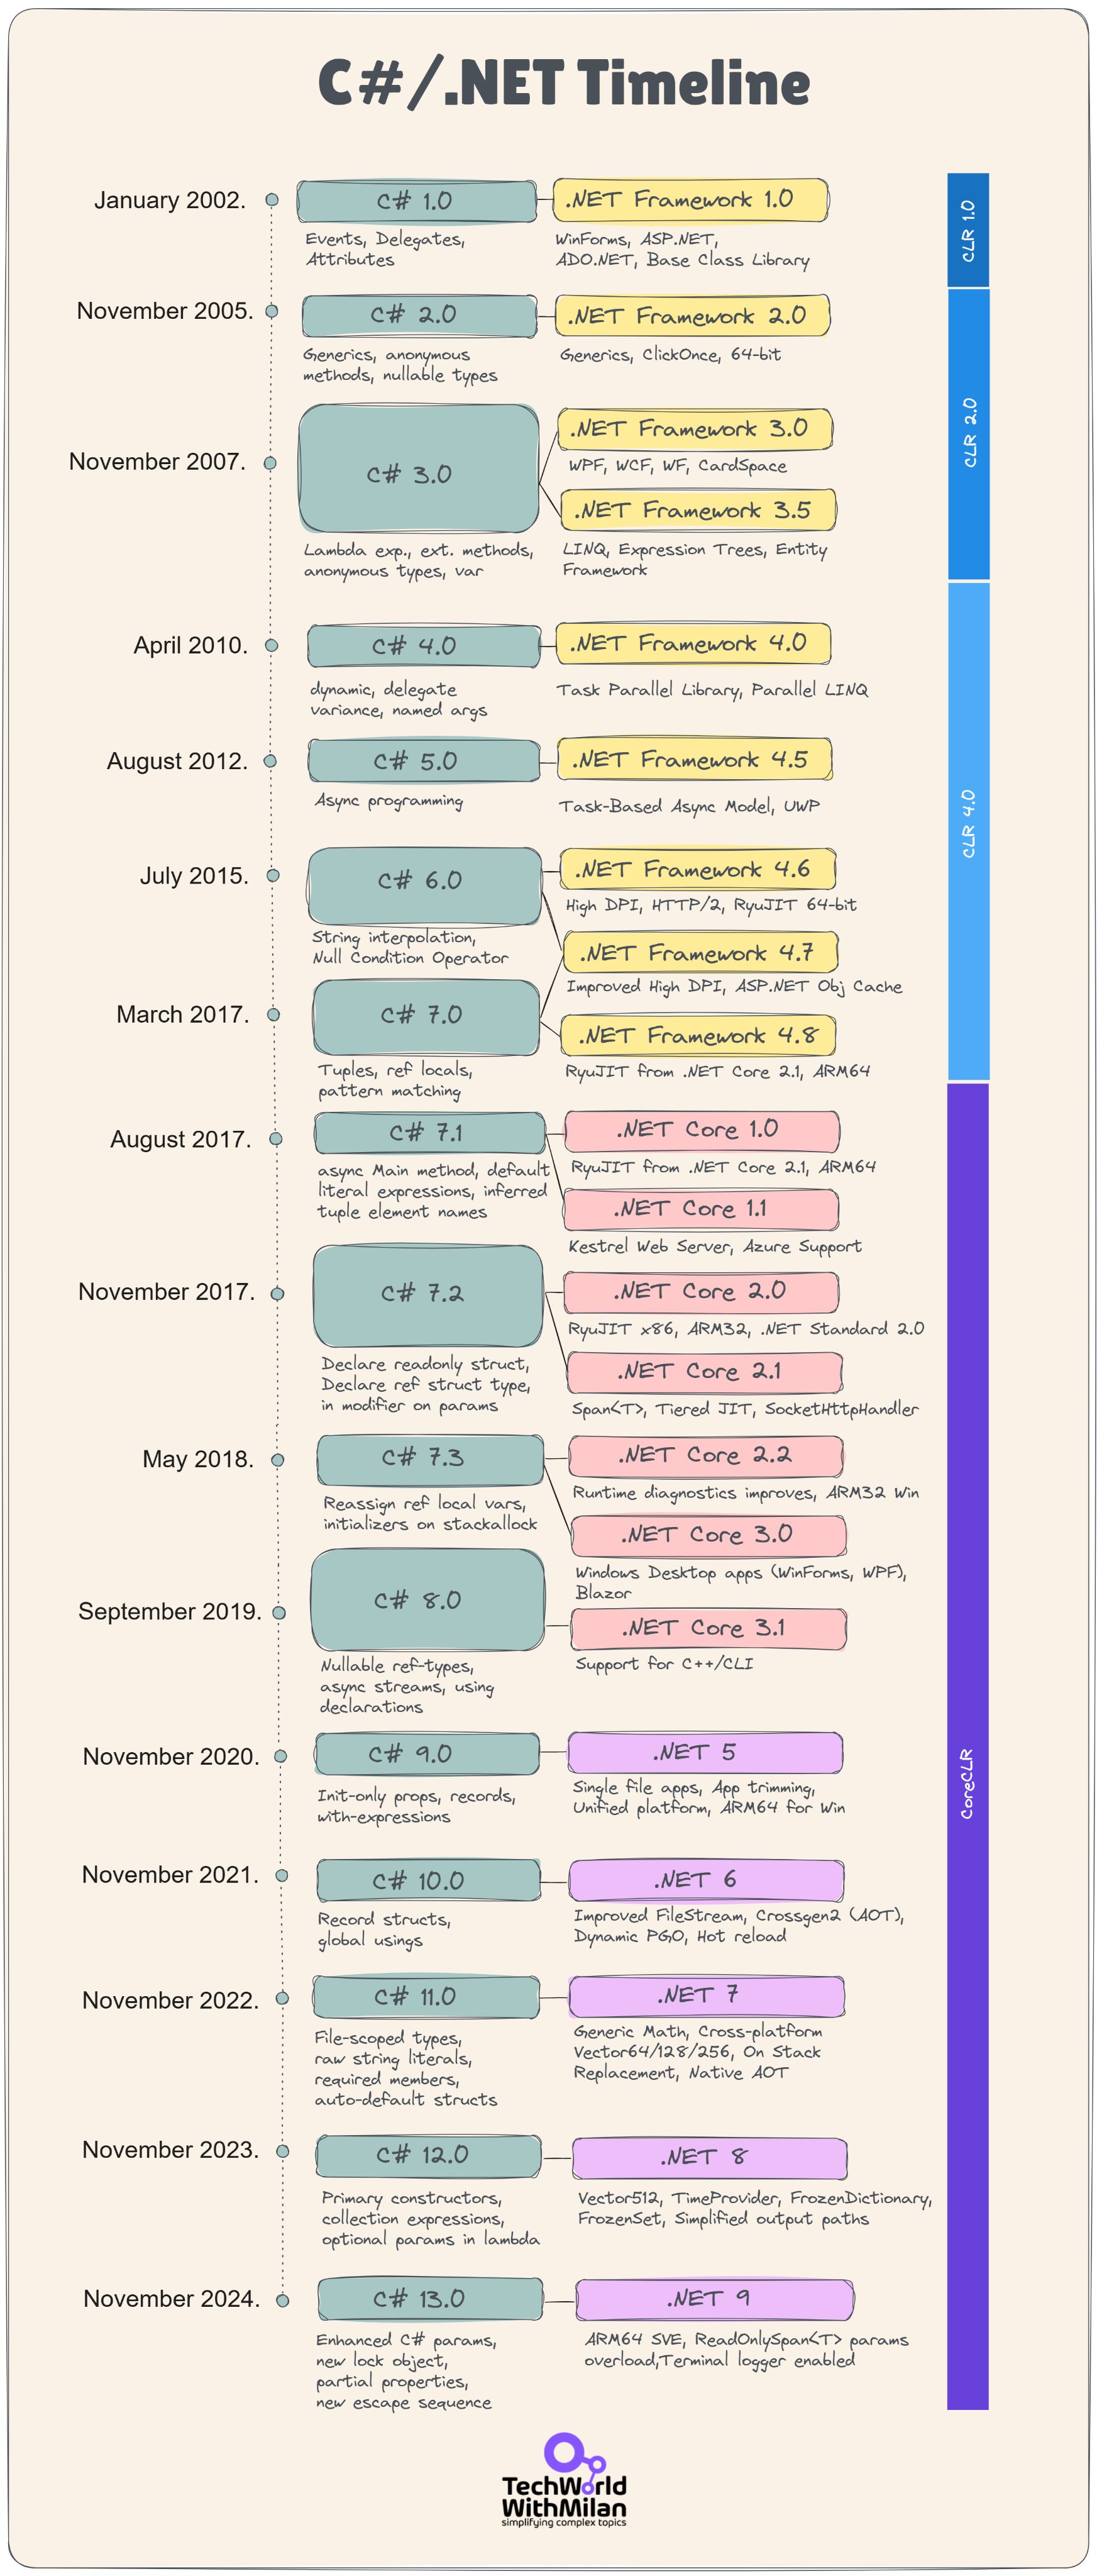 C#/.NET Timeline
January 2002.
C# 1.0
.NET Framework 1.0
Events, Delegates,
Attributes
WinForms, ASP.NET,
ADO.NET, Base Class Library
CLR 1.0
November 2005.
C# 2.0
.NET Framework 2.0
Generics, anonymous
methods, nullable types
Generics, ClickOnce, 64-bit
CLR 2.0
November 2007.
C# 3.0
.NET Framework 3.0
WPF, WCF, WF, CardSpace
.NET Framework 3.5
Lambda exp., ext. methods,
anonymous types, var
LINQ, Expression Trees, Entity
Framework
April 2010.
C# 4.0
.NET Framework 4.0
dynamic, delegate
variance, named args
Task Parallel Library, Parallel LINQ
August 2012.
C# 5.0
.NET Framework 4.5
Async programming
Task-Based Async Model, UWP
CLR 4.0
July 2015.
C# 6.0
.NET Framework 4.6
High DPI, HTTP/2, RyuJIT 64-bit
String interpolation,
Null Condition Operator
.NET Framework 4.7
Improved High DPI, ASP.NET Obj Cache
March 2017.
C# 7.0
.NET Framework 4.8
Tuples, ref locals,
pattern matching
RyuJIT from .NET Core 2.1, ARM64
August 2017.
C# 7.1
.NET Core 1.0
async Main method, default
literal expressions, inferred
tuple element names
RyuJIT from .NET Core 2.1, ARM64
.NET Core 1.1
Kestrel Web Server, Azure Support
November 2017.
C# 7.2
.NET Core 2.0
RyuJIT x86, ARM32, .NET Standard 2.0
.NET Core 2.1
Declare readonly struct,
Declare ref struct type,
in modifier on params
Span<T>, Tiered JIT, SocketHttpHandler
May 2018.
C# 7.3
.NET Core 2.2
Reassign ref local vars,
initializers on stackallock
Runtime diagnostics improves, ARM32 Win
.NET Core 3.0
Windows Desktop apps (WinForms, WPF),
Blazor
September 2019.
C# 8.0
.NET Core 3.1
Nullable ref-types,
async streams, using
declarations
Support for C++/CLI
November 2020.
C# 9.0
.NET 5
Init-only props, records,
with-expressions
Single file apps, App trimming,
Unified platform, ARM64 for Win
CoreCLR
November 2021.
C# 10.0
.NET 6
Record structs,
global usings
Improved FileStream, Crossgen2 (AOT),
Dynamic PGO, Hot reload
November 2022.
C# 11.0
.NET 7
File-scoped types,
raw string literals,
required members,
auto-default structs
Generic Math, Cross-platform
Vector64/128/256, On Stack
Replacement, Native AOT
November 2023.
C# 12.0
.NET 8
Primary constructors,
collection expressions,
optional params in lambda
Vector512, TimeProvider, FrozenDictionary,
FrozenSet, Simplified output paths
November 2024.
C# 13.0
.NET 9
Enhanced C# params,
new lock object,
partial properties,
new escape sequence
ARM64 SVE, ReadOnlySpan<T> params
overload,Terminal logger enabled
TechWorld
WithMilan
simplifying complex topics